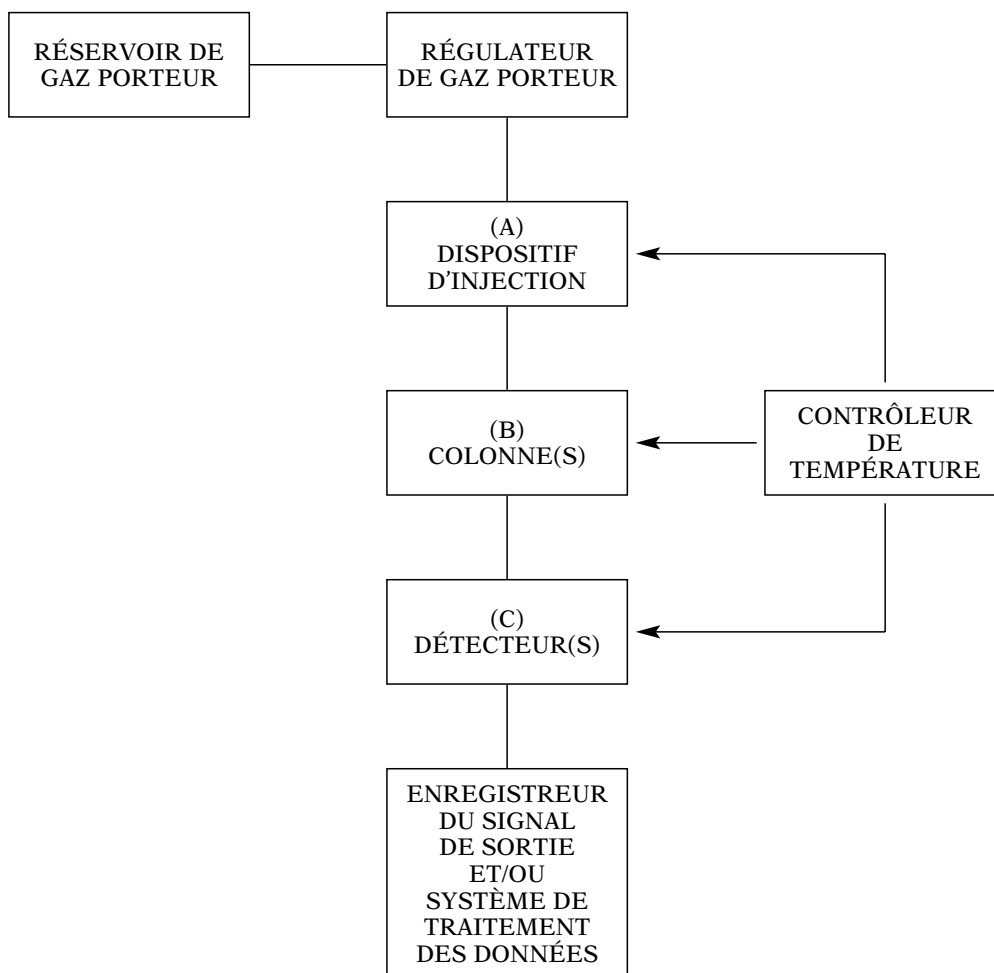 RÉSERVOIR DE
GAZ PORTEUR
RÉGULATEUR
DE GAZ PORTEUR
(A)
DISPOSITIF
D'INJECTION
(B)
COLONNE(S)
CONTRÔLEUR
DE
TEMPÉRATURE
(C)
DÉTECTEUR(S)
ENREGISTREUR
DU SIGNAL
DE SORTIE
ET/OU
SYSTÈME DE
TRAITEMENT
DES DONNÉES